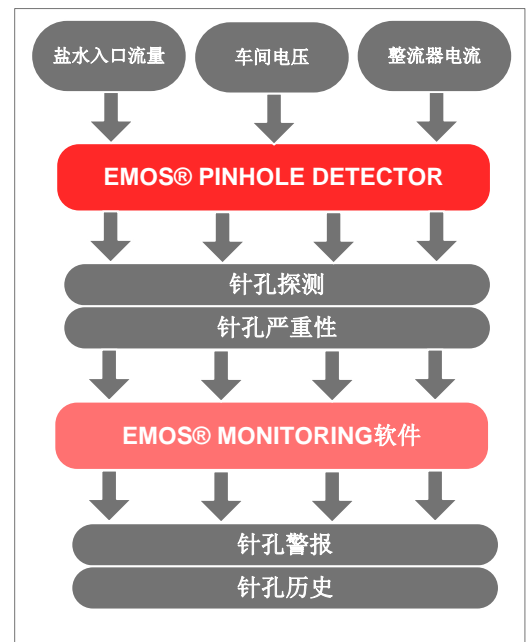 盐水入口流量
车间电压
整流器电流
EMOS® PINHOLE DETECTOR
针孔探测
针孔严重性
EMOS® MONITORING软件
针孔警报
针孔历史